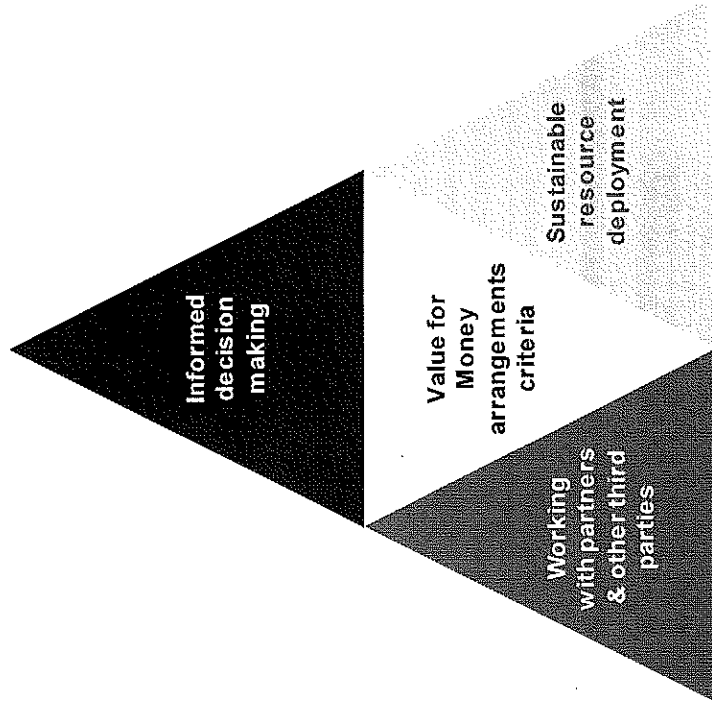 Informed
decision
making
Value for
Money
arrangements
criteria
Working
with partners
& other third
parties
Sustainable
resource
deployment